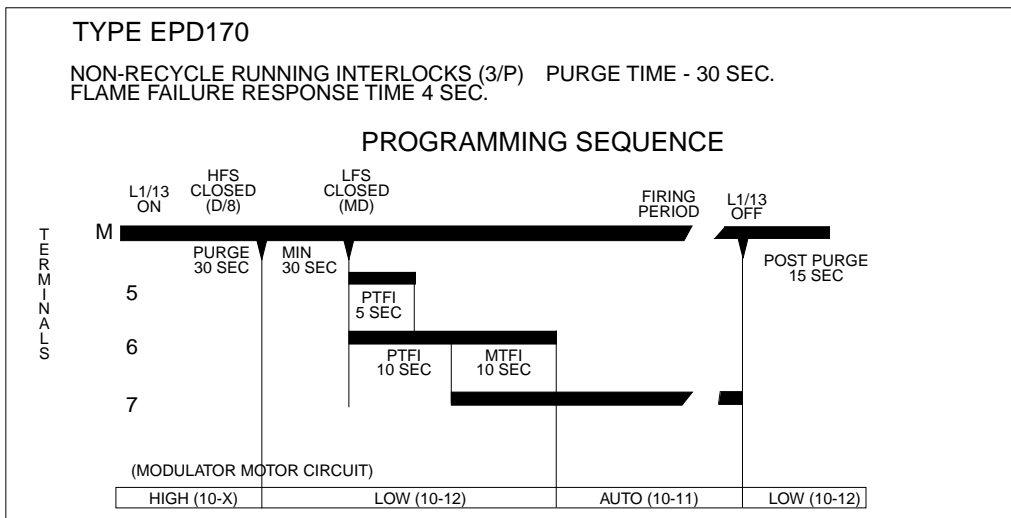 TYPE EPD170
NON-RECYCLE RUNNING INTERLOCKS (3/P) PURGE TIME - 30 SEC.
FLAME FAILURE RESPONSE TIME 4 SEC.
PROGRAMMING SEQUENCE
L1/13
ON
HFS
CLOSED
(D/8)
LFS
CLOSED
(MD)
FIRING
PERIOD
L1/13
OFF
TERMINALS
M
PURGE
30 SEC
MIN
30 SEC
POST PURGE
15 SEC
5
PTFI
5 SEC
6
PTFI
10 SEC
MTFI
10 SEC
7
(MODULATOR MOTOR CIRCUIT)
HIGH (10-X) LOW (10-12) AUTO (10-11) LOW (10-12)